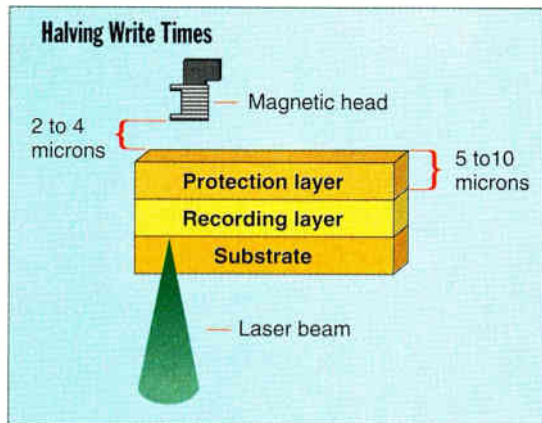 Halving Write Times
Magnetic head
2 to 4
microns
5 to10
microns
Protection layer
Recording layer
Substrate
Laser beam